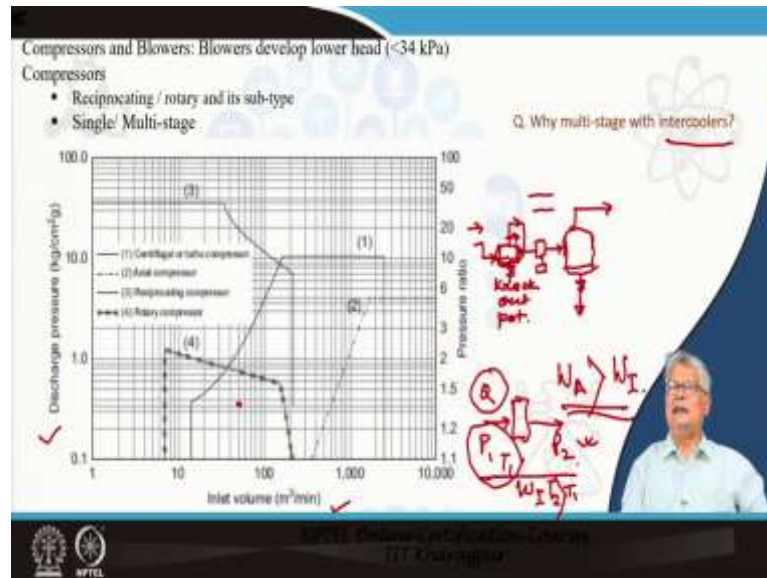 Compressors and Blowers: Blowers develop lower head (<34 kPa)
Compressors
• Reciprocating / rotary and its sub-type
• Single/ Multi-stage
Q. Why multi-stage with intercoolers?
100.0
10.0
1.0
0.1
Discharge pressure (kg/cm²g)
100
50
20
10
6
3
2
1.5
1.2
1.1
Pressure ratio
(3)
(1)
(2)
(4)
(1) Centrifugal or turbo compressor
(2) Axial compressor
(3) Reciprocating compressor
(4) Rotary compressor
1 10 100 1,000 10,000
Inlet volume (m³/min)
Knock
out
pot.
Q
W_A > W_I
P₁ T₁
P₂
NPTEL Online Certification Courses
IIT Kharagpur
NPTEL